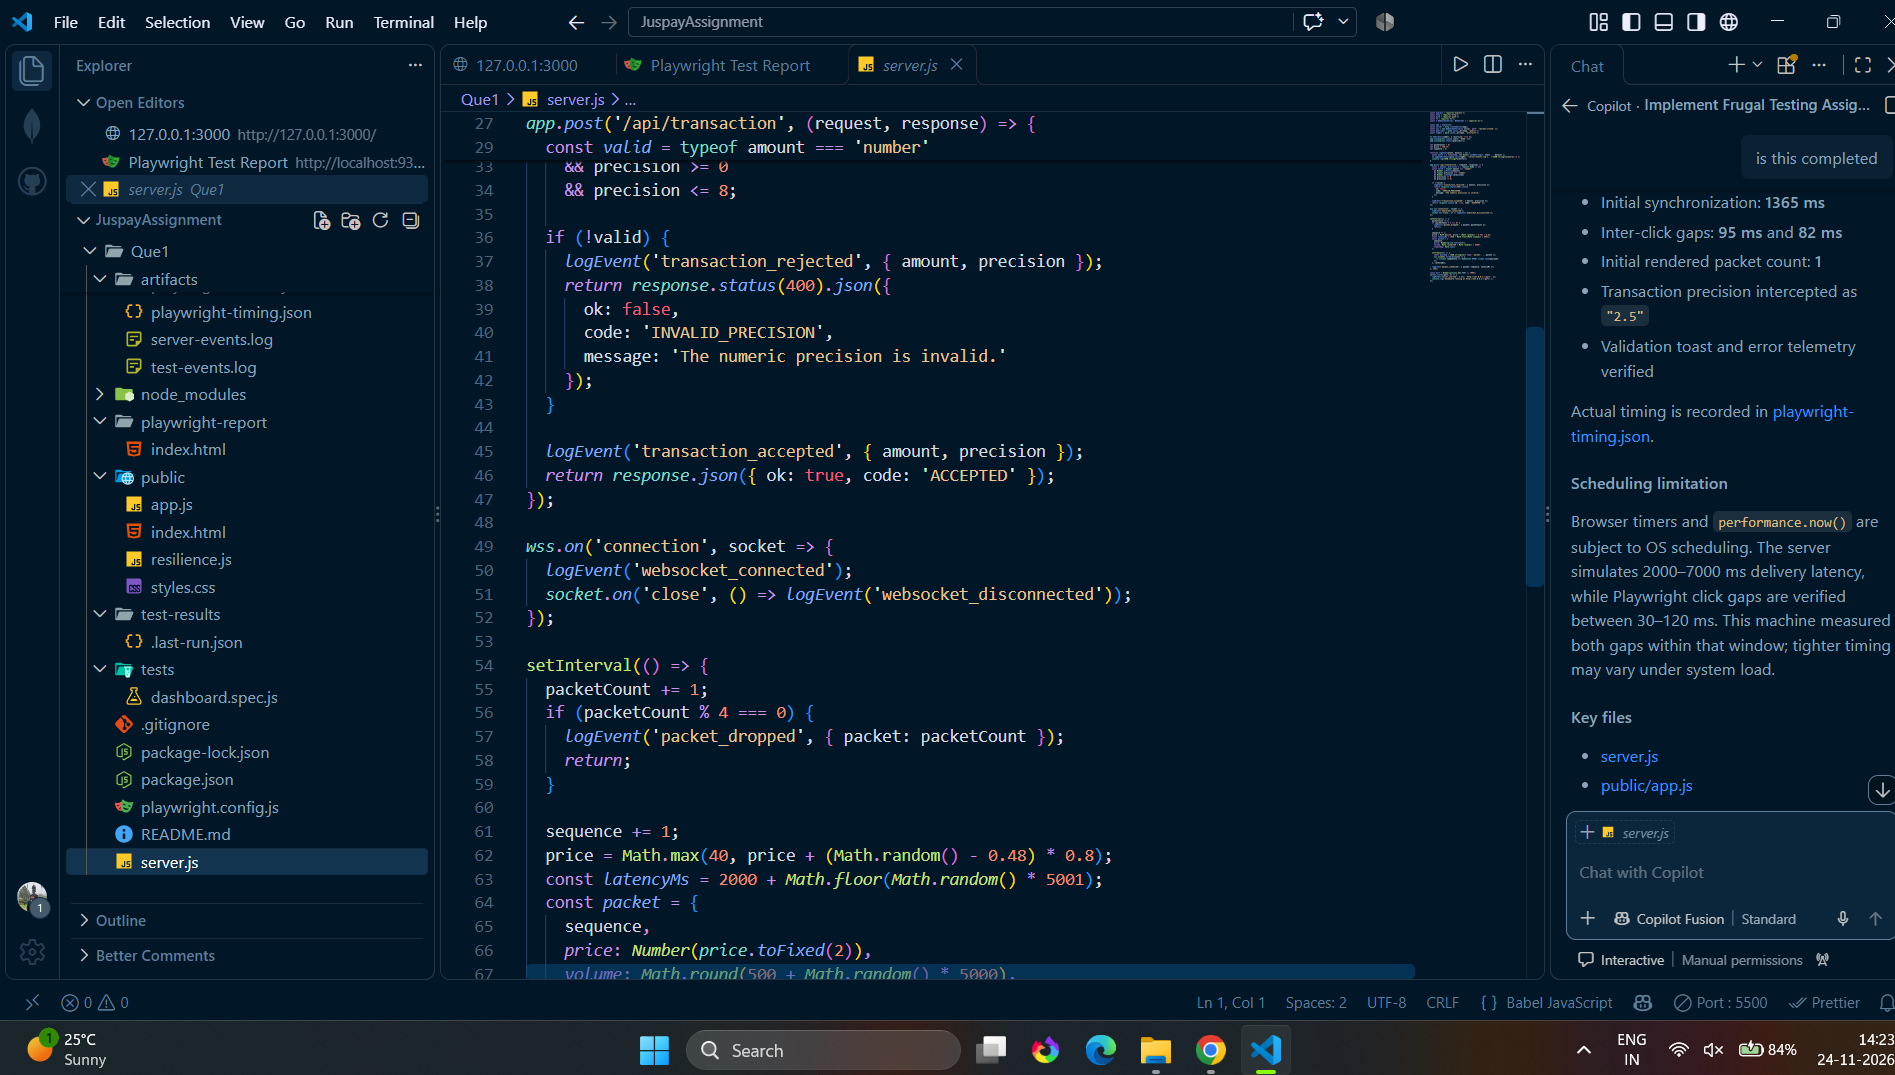 File Edit Selection View Go Run Terminal Help
JuspayAssignment
Explorer
Open Editors
127.0.0.1:3000 http://127.0.0.1:3000/
Playwright Test Report http://localhost:93...
server.js Que1
JuspayAssignment
Que1
artifacts
playwright-timing.json
server-events.log
test-events.log
node_modules
playwright-report
index.html
public
app.js
index.html
resilience.js
styles.css
test-results
.last-run.json
tests
dashboard.spec.js
.gitignore
package-lock.json
package.json
playwright.config.js
README.md
server.js
Outline
Better Comments
1
127.0.0.1:3000
Playwright Test Report
server.js
Que1 > server.js > ...
27 app.post('/api/transaction', (request, response) => {
29 const valid = typeof amount === 'number'
33 && precision >= 0
34 && precision <= 8;
35
36 if (!valid) {
37 logEvent('transaction_rejected', { amount, precision });
38 return response.status(400).json({
39 ok: false,
40 code: 'INVALID_PRECISION',
41 message: 'The numeric precision is invalid.'
42 });
43 }
44
45 logEvent('transaction_accepted', { amount, precision });
46 return response.json({ ok: true, code: 'ACCEPTED' });
47 });
48
49 wss.on('connection', socket => {
50 logEvent('websocket_connected');
51 socket.on('close', () => logEvent('websocket_disconnected'));
52 });
53
54 setInterval(() => {
55 packetCount += 1;
56 if (packetCount % 4 === 0) {
57 logEvent('packet_dropped', { packet: packetCount });
58 return;
59 }
60
61 sequence += 1;
62 price = Math.max(40, price + (Math.random() - 0.48) * 0.8);
63 const latencyMs = 2000 + Math.floor(Math.random() * 5001);
64 const packet = {
65 sequence,
66 price: Number(price.toFixed(2)),
67 volume: Math.round(500 + Math.random() * 5000),
Chat
Copilot · Implement Frugal Testing Assig...
is this completed
• Initial synchronization: 1365 ms
• Inter-click gaps: 95 ms and 82 ms
• Initial rendered packet count: 1
• Transaction precision intercepted as
"2.5"
• Validation toast and error telemetry
verified
Actual timing is recorded in playwright-
timing.json.
Scheduling limitation
Browser timers and performance.now() are
subject to OS scheduling. The server
simulates 2000–7000 ms delivery latency,
while Playwright click gaps are verified
between 30–120 ms. This machine measured
both gaps within that window; tighter timing
may vary under system load.
Key files
• server.js
• public/app.js
server.js
Chat with Copilot
Copilot Fusion Standard
Interactive Manual permissions
0 0
Ln 1, Col 1 Spaces: 2 UTF-8 CRLF { } Babel JavaScript Port : 5500 Prettier
1
25°C
Sunny
Search
ENG
IN
84%
14:23
24-11-2026